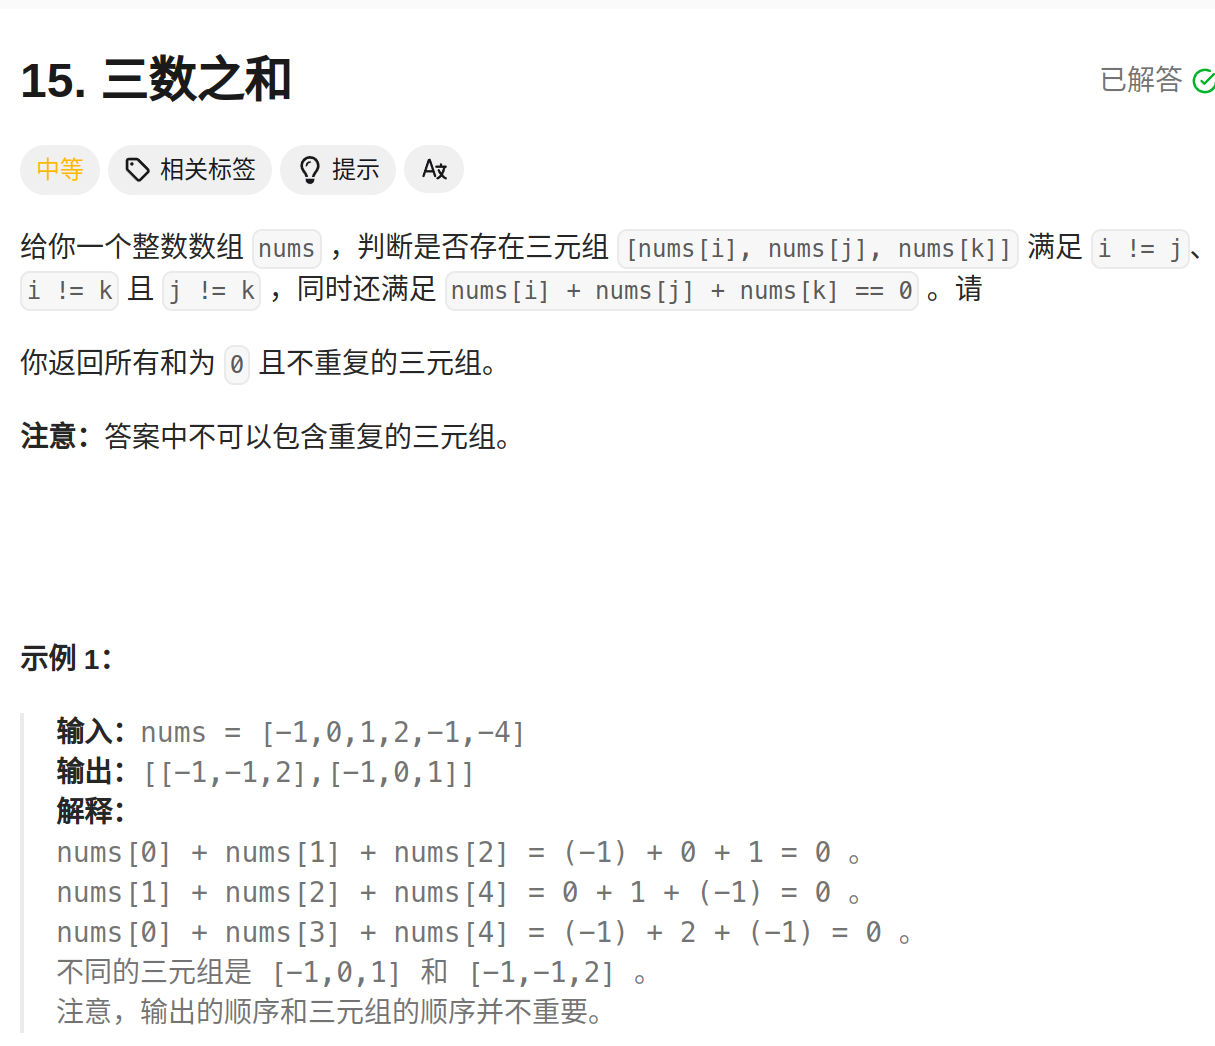 15. 三数之和
已解答
中等
相关标签
提示
给你一个整数数组 nums ，判断是否存在三元组 [nums[i], nums[j], nums[k]] 满足 i != j、
i != k 且 j != k ，同时还满足 nums[i] + nums[j] + nums[k] == 0 。请
你返回所有和为 0 且不重复的三元组。
注意：答案中不可以包含重复的三元组。
示例 1：
输入：nums = [-1,0,1,2,-1,-4]
输出：[[-1,-1,2],[-1,0,1]]
解释：
nums[0] + nums[1] + nums[2] = (-1) + 0 + 1 = 0 。
nums[1] + nums[2] + nums[4] = 0 + 1 + (-1) = 0 。
nums[0] + nums[3] + nums[4] = (-1) + 2 + (-1) = 0 。
不同的三元组是 [-1,0,1] 和 [-1,-1,2] 。
注意，输出的顺序和三元组的顺序并不重要。